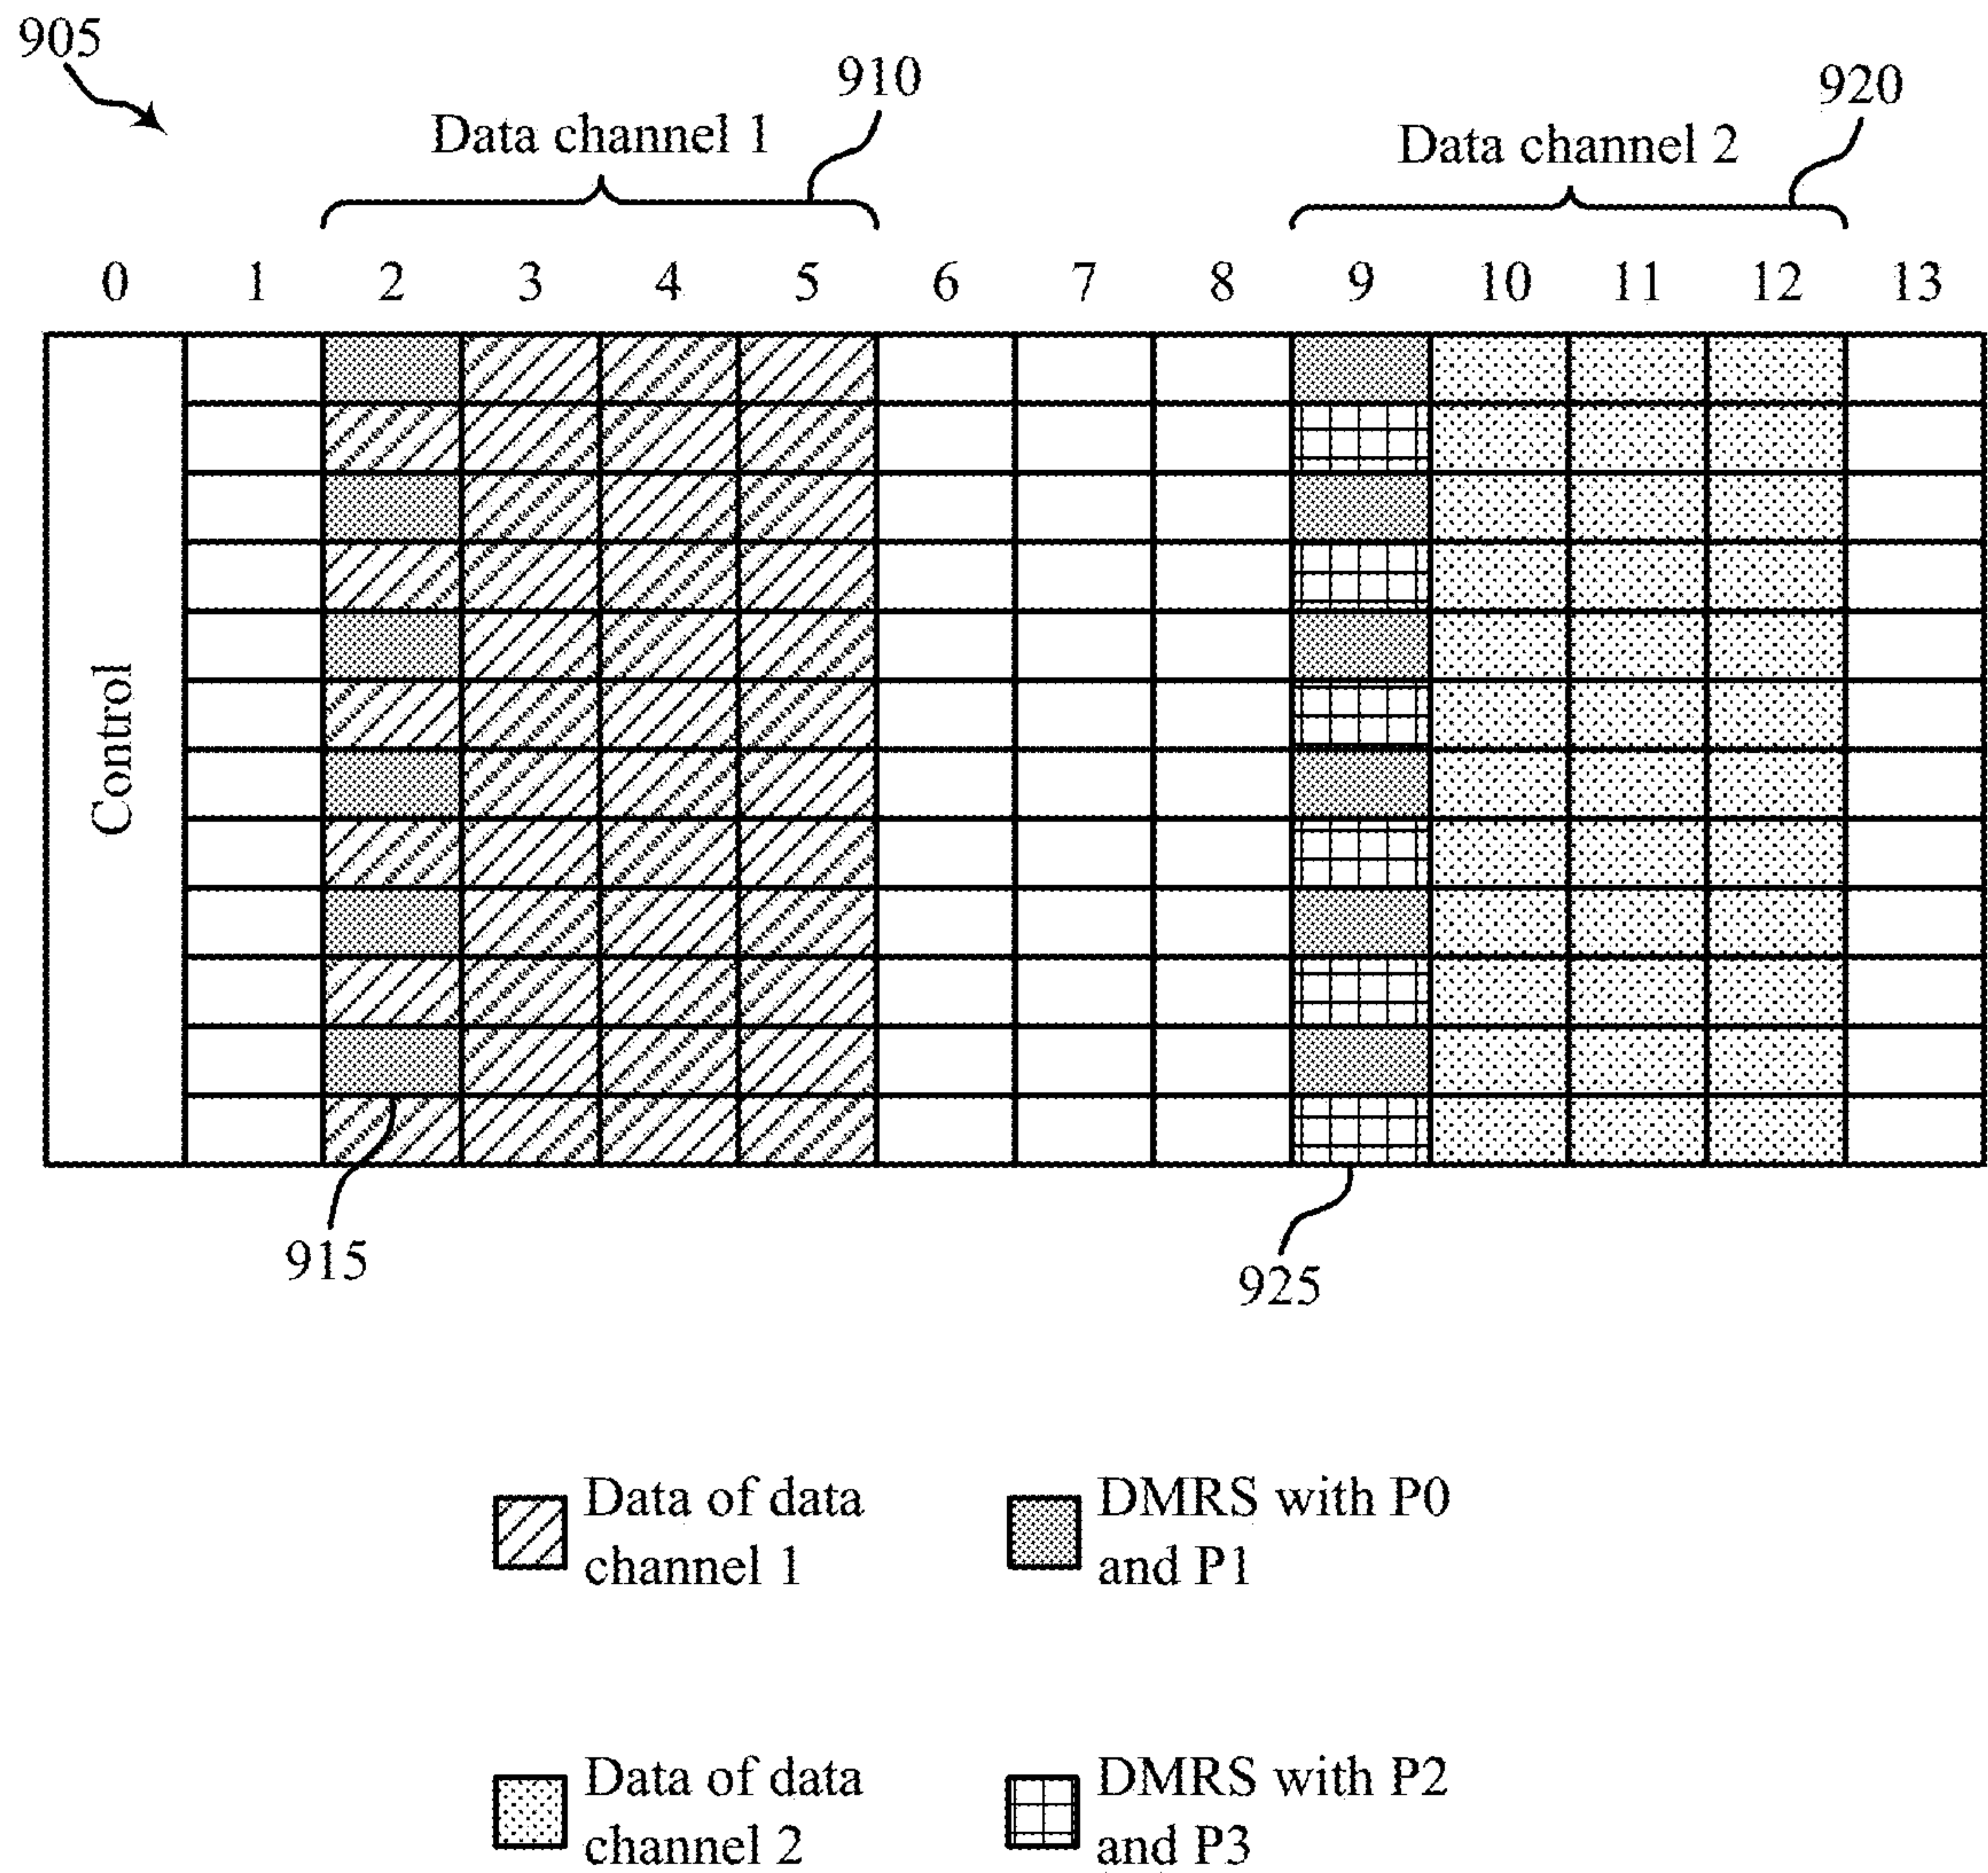 905
910
920
Data channel 1
Data channel 2
0 1 2 3 4 5 6 7 8 9 10 11 12 13
Control
915
925
Data of data
channel 1
DMRS with P0
and P1
Data of data
channel 2
DMRS with P2
and P3